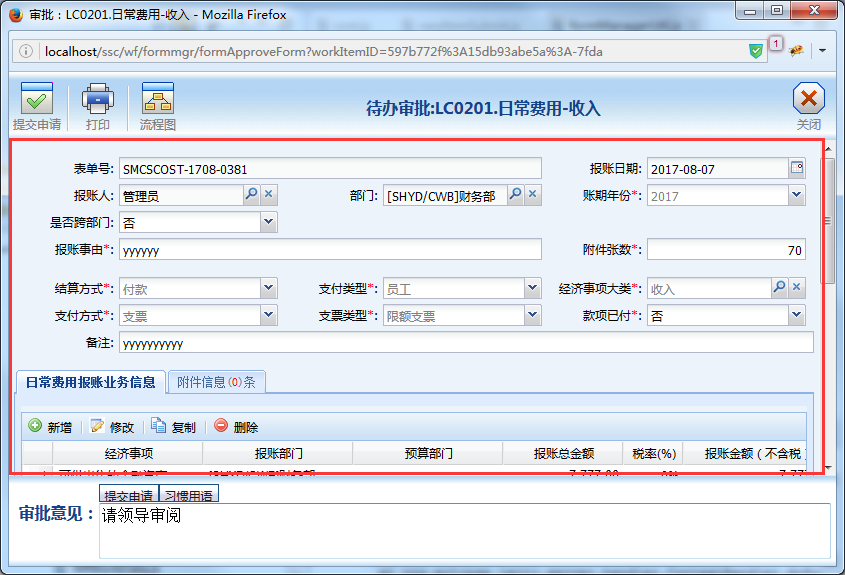 审批：LC0201.日常费用-收入 - Mozilla Firefox
localhost/ssc/wf/formmgr/formApproveForm?workItemID=597b772f%3A15db93abe5a%3A-7fda
1
提交申请 打印 流程图 待办审批:LC0201.日常费用-收入 关闭
表单号: SMCSCOST-1708-0381 报账日期: 2017-08-07
报账人: 管理员 部门: [SHYD/CWB]财务部 账期年份*: 2017
是否跨部门: 否
报账事由*: yyyyyy 附件张数*: 70
结算方式*: 付款 支付类型*: 员工 经济事项大类*: 收入
支付方式*: 支票 支票类型*: 限额支票 款项已付*: 否
备注: yyyyyyyyyy
日常费用报账业务信息 附件信息(0)条
新增 修改 复制 删除
经济事项 报账部门 预算部门 报账总金额 税率(%) 报账金额（不含税）
提交申请 习惯用语
审批意见： 请领导审阅